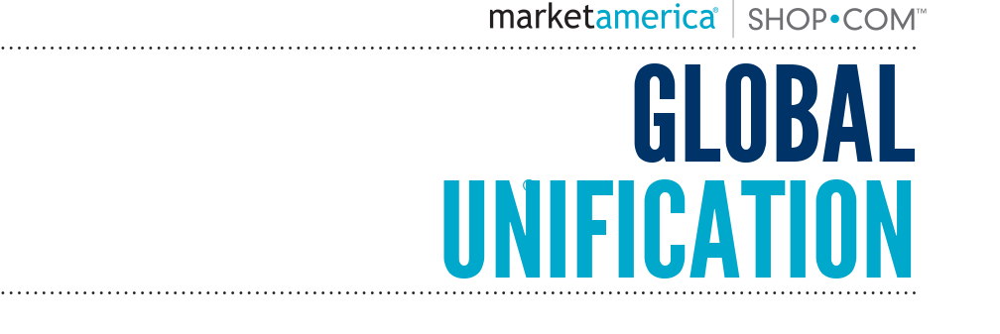 marketamerica® | SHOP•COM™
GLOBAL
UNIFICATION